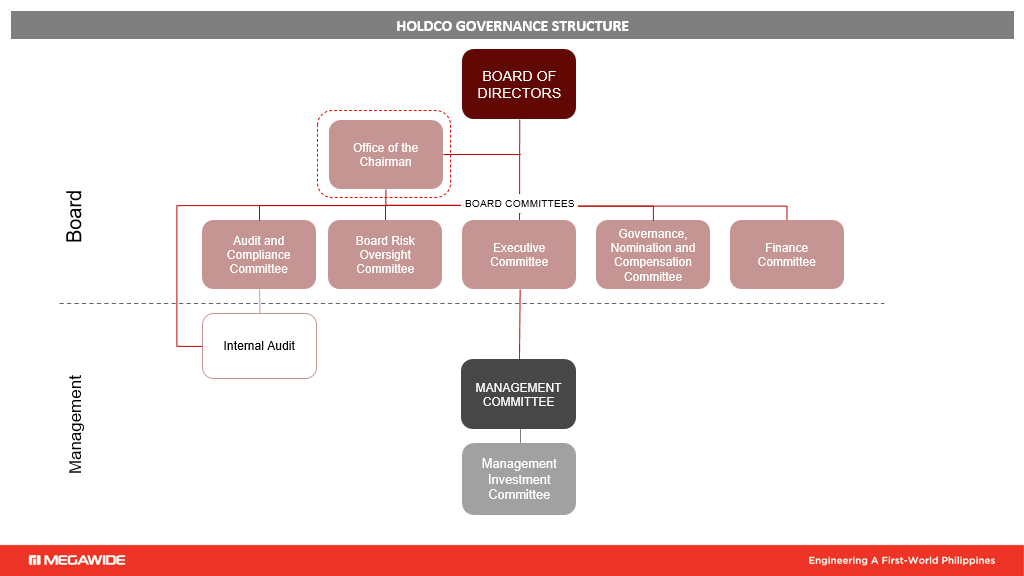 HOLDCO GOVERNANCE STRUCTURE
BOARD OF
DIRECTORS
Office of the
Chairman
Board
BOARD COMMITTEES
Audit and
Compliance
Committee
Board Risk
Oversight
Committee
Executive
Committee
Governance,
Nomination and
Compensation
Committee
Finance
Committee
Internal Audit
Management
MANAGEMENT
COMMITTEE
Management
Investment
Committee
MEGAWIDE
Engineering A First-World Philippines